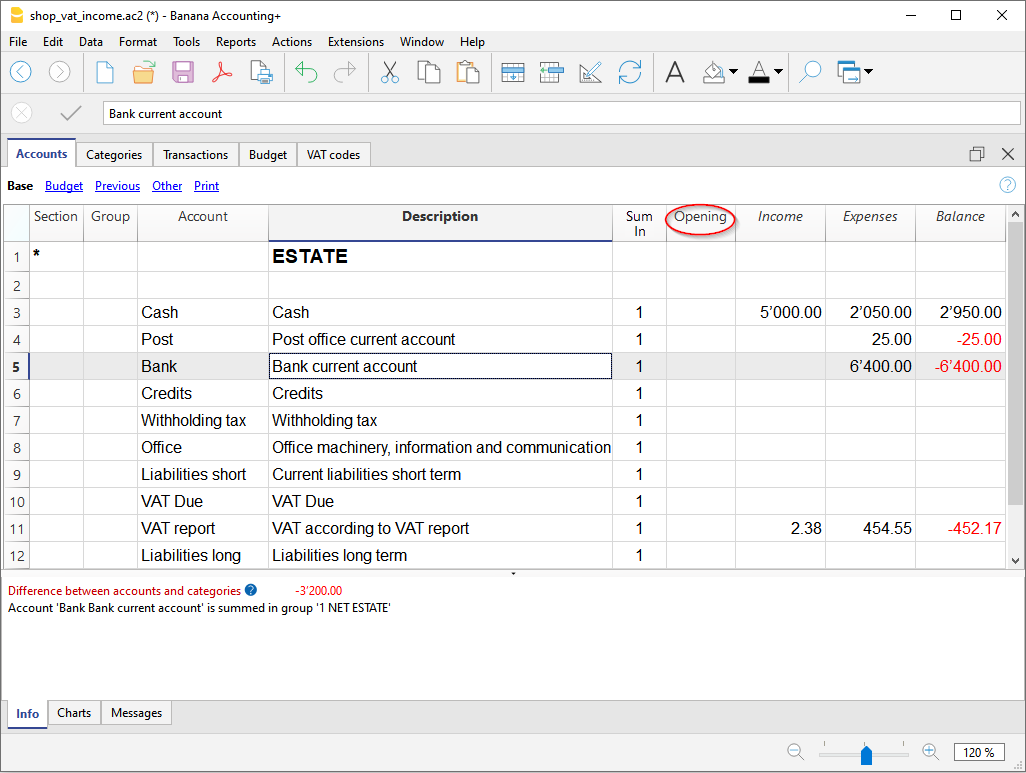 shop_vat_income.ac2 (*) - Banana Accounting+
File Edit Data Format Tools Reports Actions Extensions Window Help
Bank current account
Accounts Categories Transactions Budget VAT codes
Base Budget Previous Other Print
Section Group Account Description Sum In Opening Income Expenses Balance
1 * ESTATE
2
3 Cash Cash 1 5’000.00 2’050.00 2’950.00
4 Post Post office current account 1 25.00 -25.00
5 Bank Bank current account 1 6’400.00 -6’400.00
6 Credits Credits 1
7 Withholding tax Withholding tax 1
8 Office Office machinery, information and communication 1
9 Liabilities short Current liabilities short term 1
10 VAT Due VAT Due 1
11 VAT report VAT according to VAT report 1 2.38 454.55 -452.17
12 Liabilities long Liabilities long term 1
Difference between accounts and categories ? -3’200.00
Account 'Bank Bank current account' is summed in group '1 NET ESTATE'
Info Charts Messages
120 %